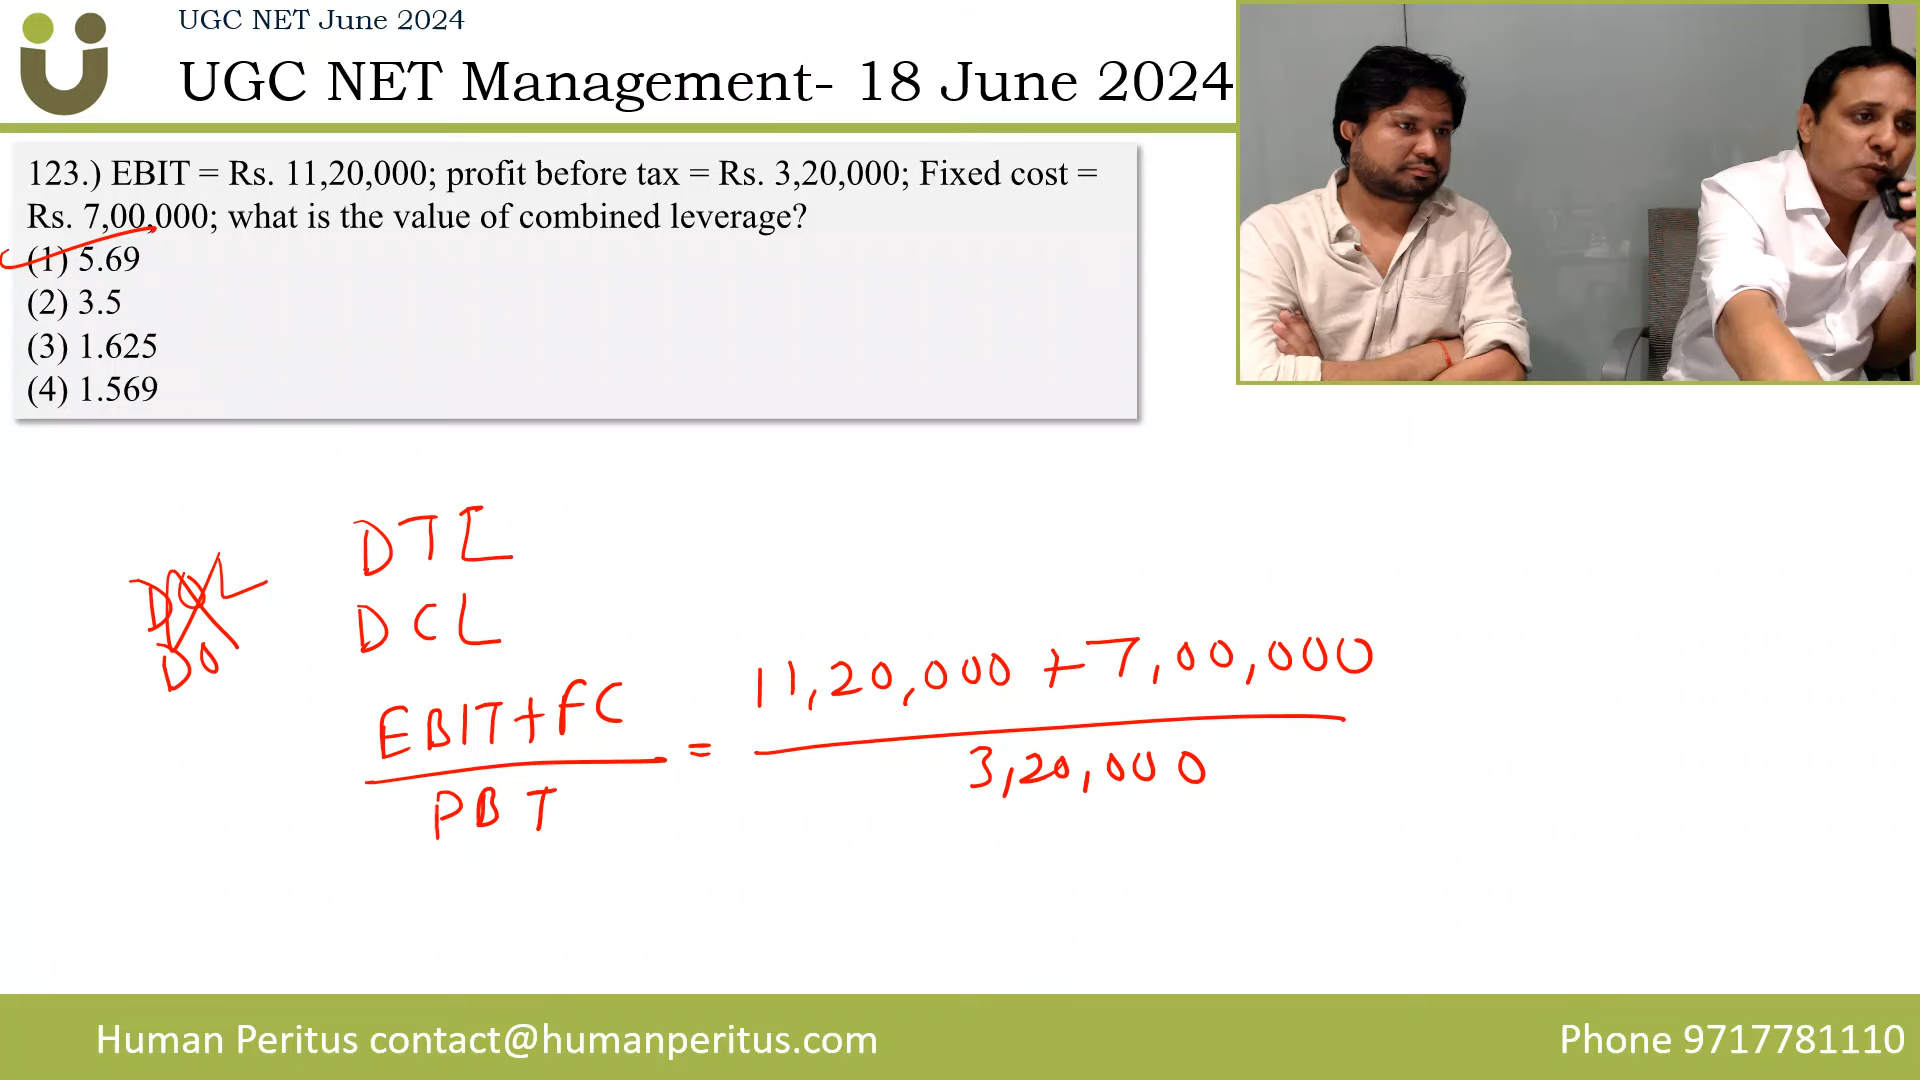 UGC NET June 2024
UGC NET Management- 18 June 2024
123.) EBIT = Rs. 11,20,000; profit before tax = Rs. 3,20,000; Fixed cost =
Rs. 7,00,000; what is the value of combined leverage?
(1) 5.69
(2) 3.5
(3) 1.625
(4) 1.569
DTL
DOL
DCL
DO
EBIT+FC = 11,20,000 + 7,00,000
PBT 3,20,000
Human Peritus contact@humanperitus.com
Phone 9717781110